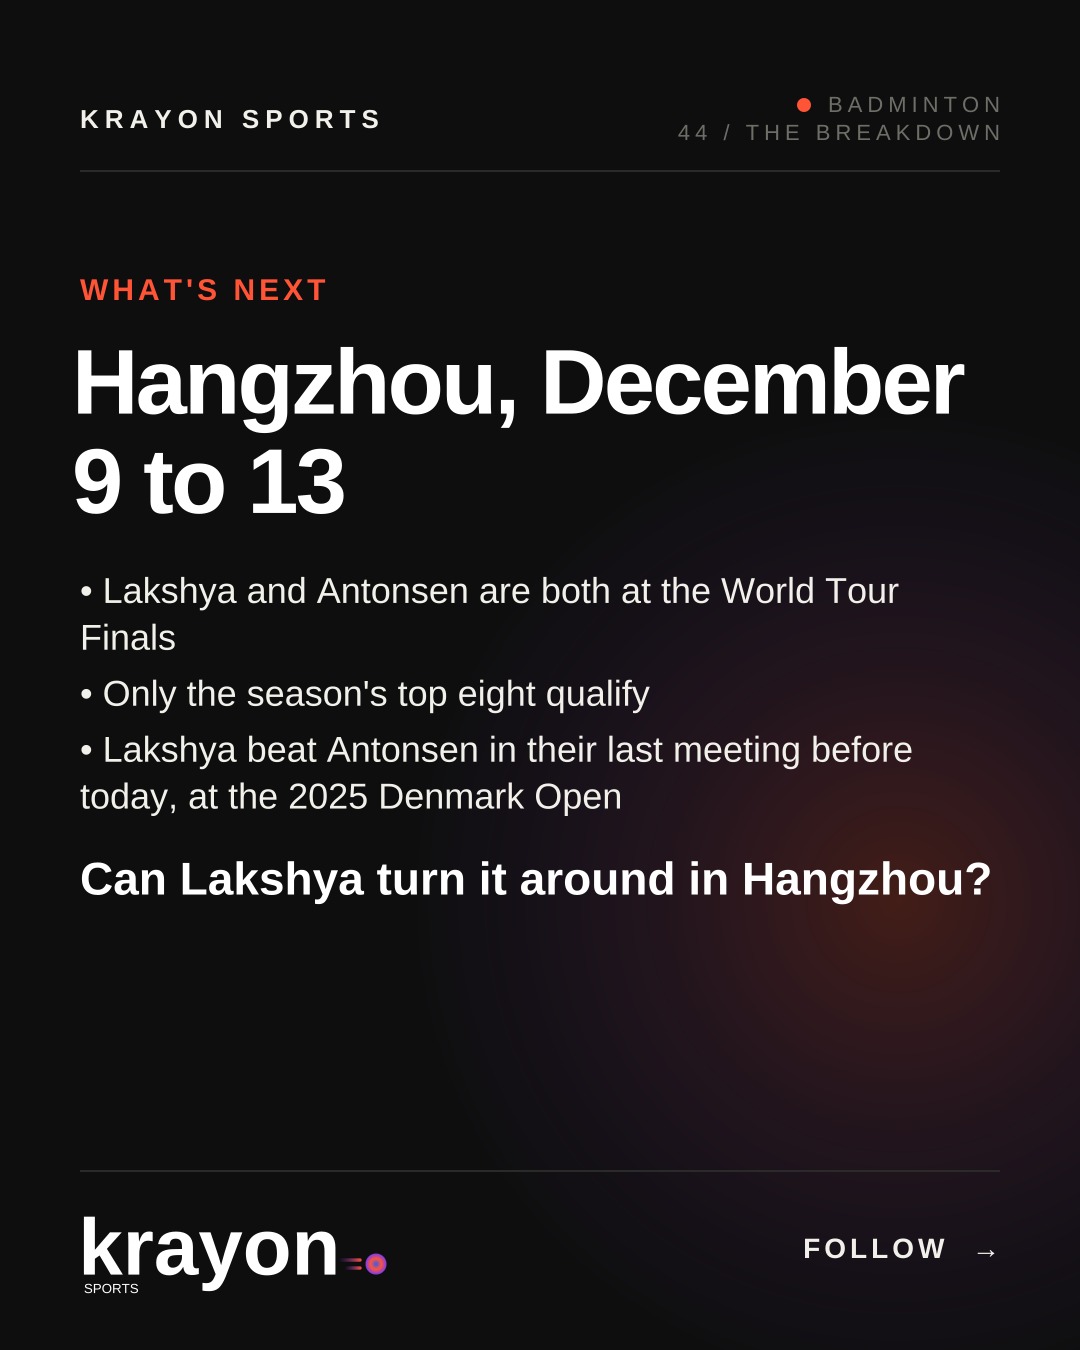 KRAYON SPORTS
BADMINTON
44 / THE BREAKDOWN
WHAT'S NEXT
Hangzhou, December
9 to 13
• Lakshya and Antonsen are both at the World Tour
Finals
• Only the season's top eight qualify
• Lakshya beat Antonsen in their last meeting before
today, at the 2025 Denmark Open
Can Lakshya turn it around in Hangzhou?
krayon
SPORTS
FOLLOW →